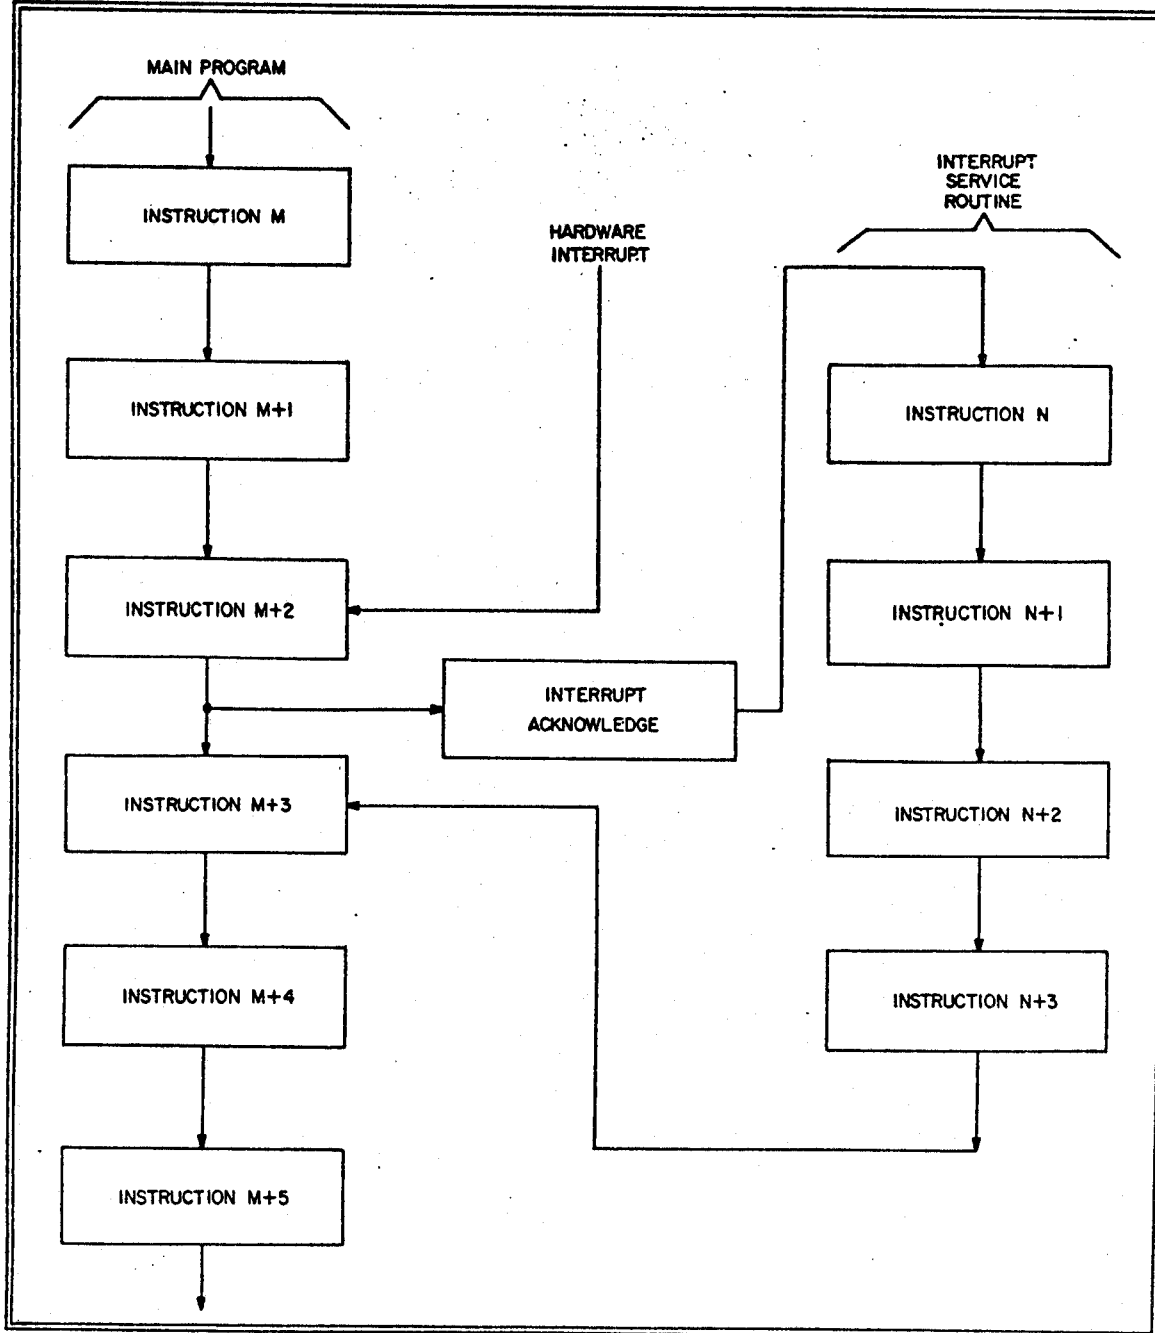 MAIN PROGRAM
INSTRUCTION M
INSTRUCTION M+1
INSTRUCTION M+2
INSTRUCTION M+3
INSTRUCTION M+4
INSTRUCTION M+5
HARDWARE
INTERRUPT
INTERRUPT
ACKNOWLEDGE
INTERRUPT
SERVICE
ROUTINE
INSTRUCTION N
INSTRUCTION N+1
INSTRUCTION N+2
INSTRUCTION N+3